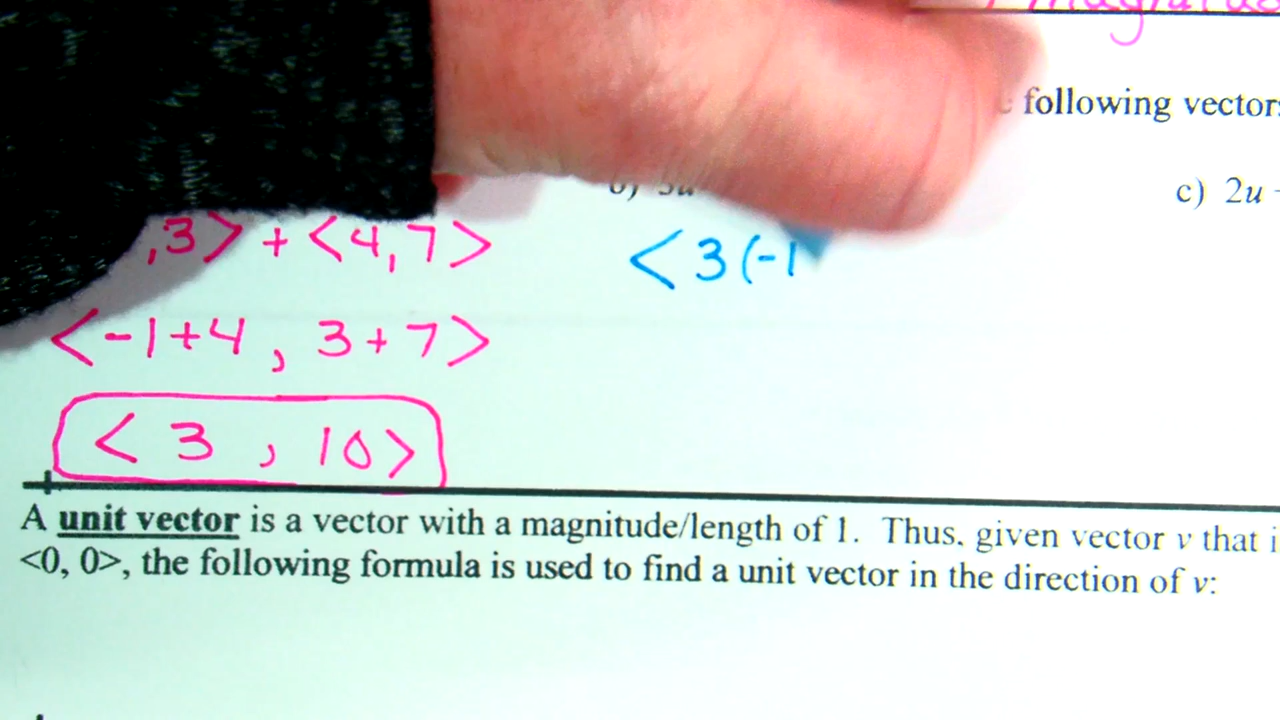 following
c) 2u
,3> + <4,7>
<3(-1
<-1+4, 3+7>
<3, 10>
A unit vector is a vector with a magnitude/length of 1. Thus, given vector v that
<0, 0>, the following formula is used to find a unit vector in the direction of v: